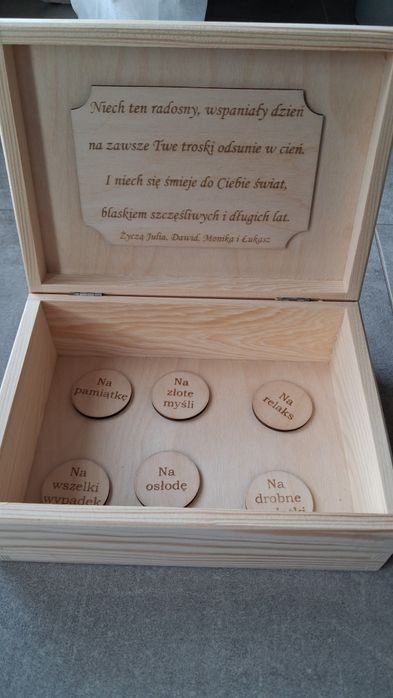 Niech ten radosny, wspaniały dzień
na zawsze Twe troski odsunie w cień.
I niech się śmieje do Ciebie świat,
blaskiem szczęśliwych i długich lat.
Życzą Julia, Dawid, Monika i Łukasz
Na
pamiątkę
Na
złote
myśli
Na
relaks
Na
wszelki
wypadek
Na
osłodę
Na
drobne